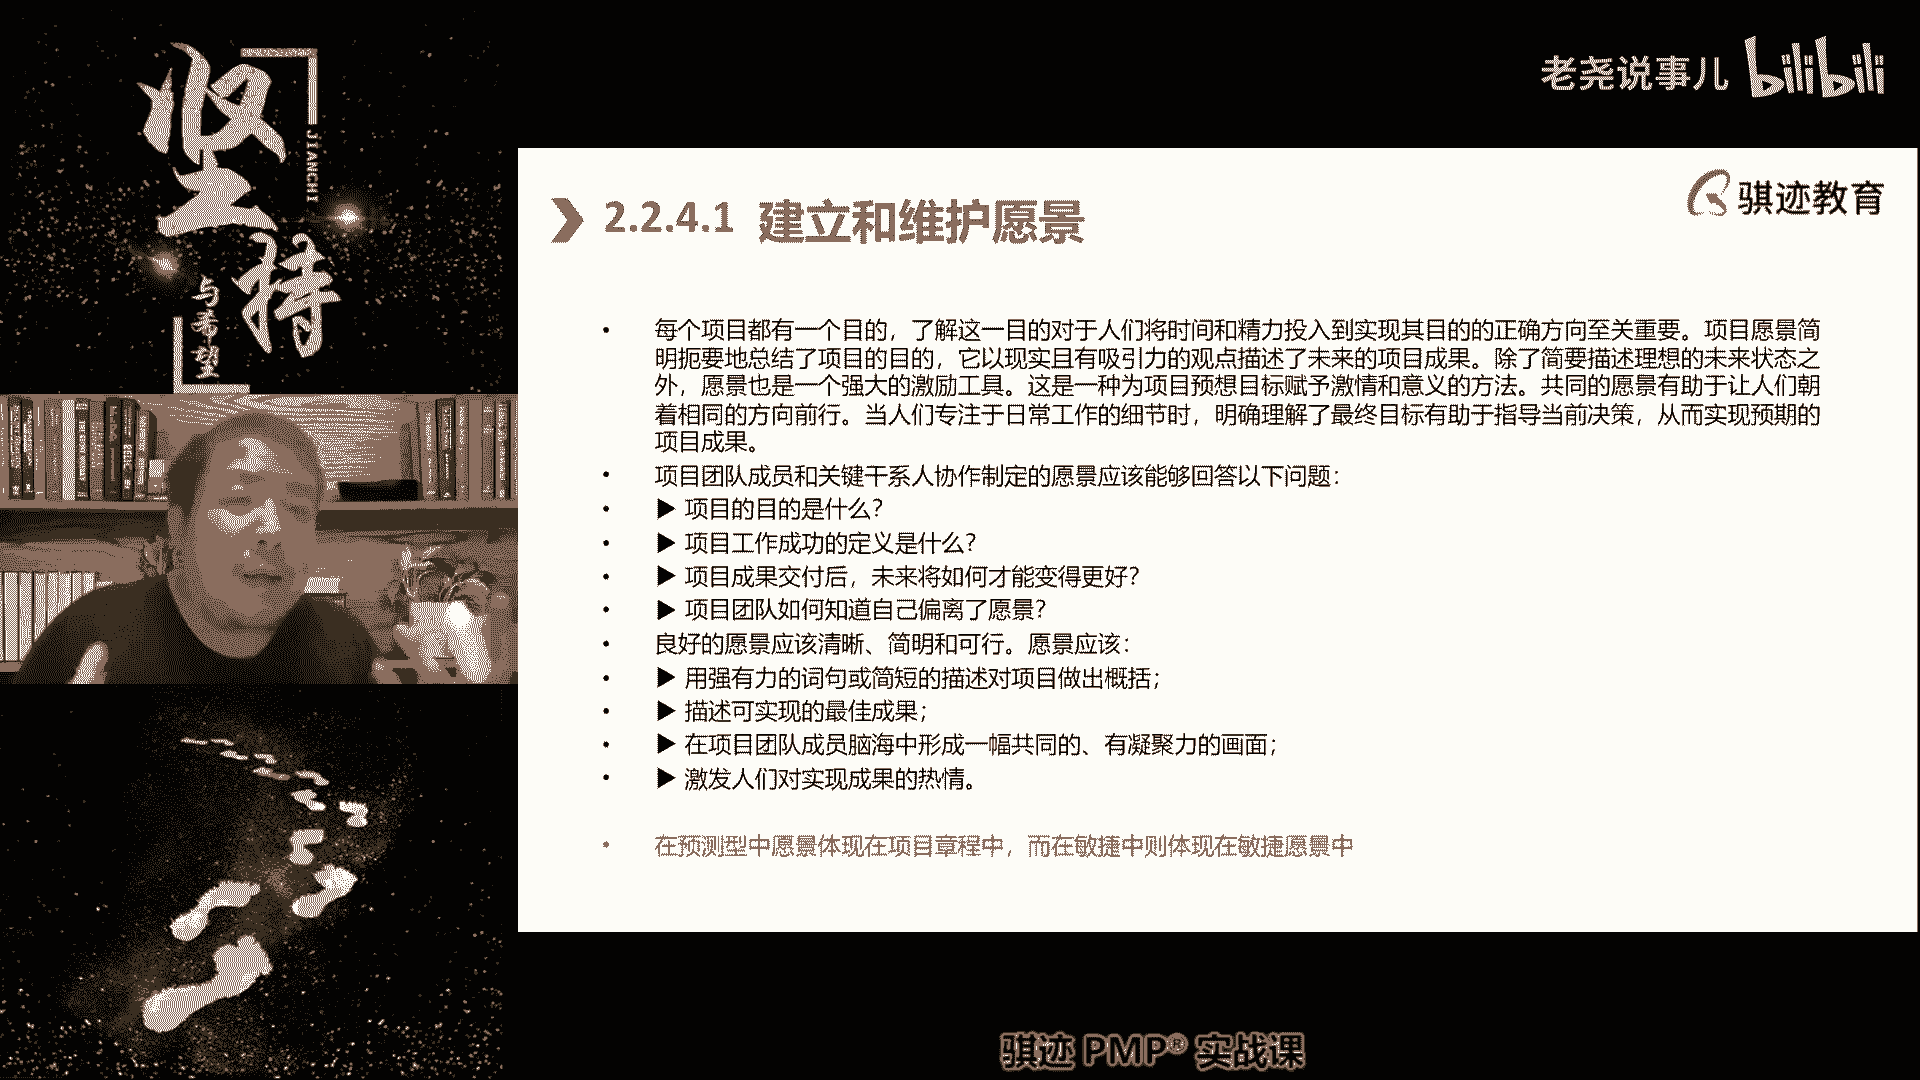 坚持
JIANCHI
与希望
老尧说事儿 bilibili
骐迹教育
2.2.4.1 建立和维护愿景
• 每个项目都有一个目的，了解这一目的对于人们将时间和精力投入到实现其目的的正确方向至关重要。项目愿景简
明扼要地总结了项目的目的，它以现实且有吸引力的观点描述了未来的项目成果。除了简要描述理想的未来状态之
外，愿景也是一个强大的激励工具。这是一种为项目预想目标赋予激情和意义的方法。共同的愿景有助于让人们朝
着相同的方向前行。当人们专注于日常工作的细节时，明确理解了最终目标有助于指导当前决策，从而实现预期的
项目成果。
• 项目团队成员和关键干系人协作制定的愿景应该能够回答以下问题：
• ▶ 项目的目的是什么？
• ▶ 项目工作成功的定义是什么？
• ▶ 项目成果交付后，未来将如何才能变得更好？
• ▶ 项目团队如何知道自己偏离了愿景？
• 良好的愿景应该清晰、简明和可行。愿景应该：
• ▶ 用强有力的词句或简短的描述对项目做出概括；
• ▶ 描述可实现的最佳成果；
• ▶ 在项目团队成员脑海中形成一幅共同的、有凝聚力的画面；
• ▶ 激发人们对实现成果的热情。
• 在预测型中愿景体现在项目章程中，而在敏捷中则体现在敏捷愿景中
骐迹 PMP® 实战课